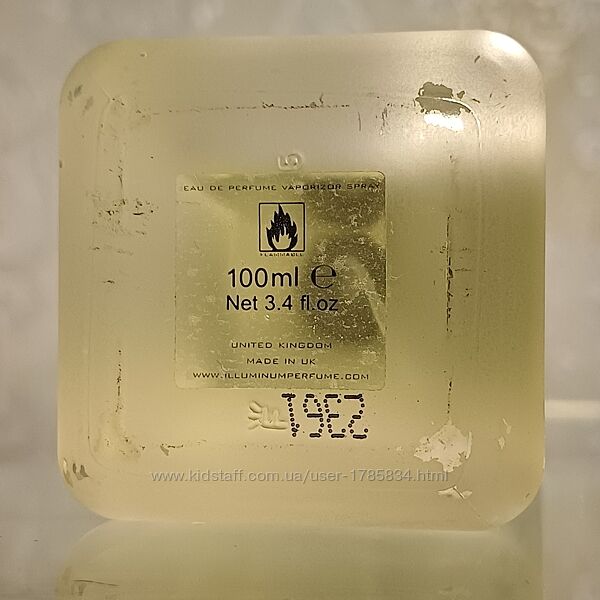 EAU DE PERFUME VAPORIZOR SPRAY
FLAMMABLE
100ml ℮
Net 3.4 fl.oz
UNITED KINGDOM
MADE IN UK
WWW.ILLUMINUMPERFUME.COM
www.kidstaff.com.ua/user-1785834.html